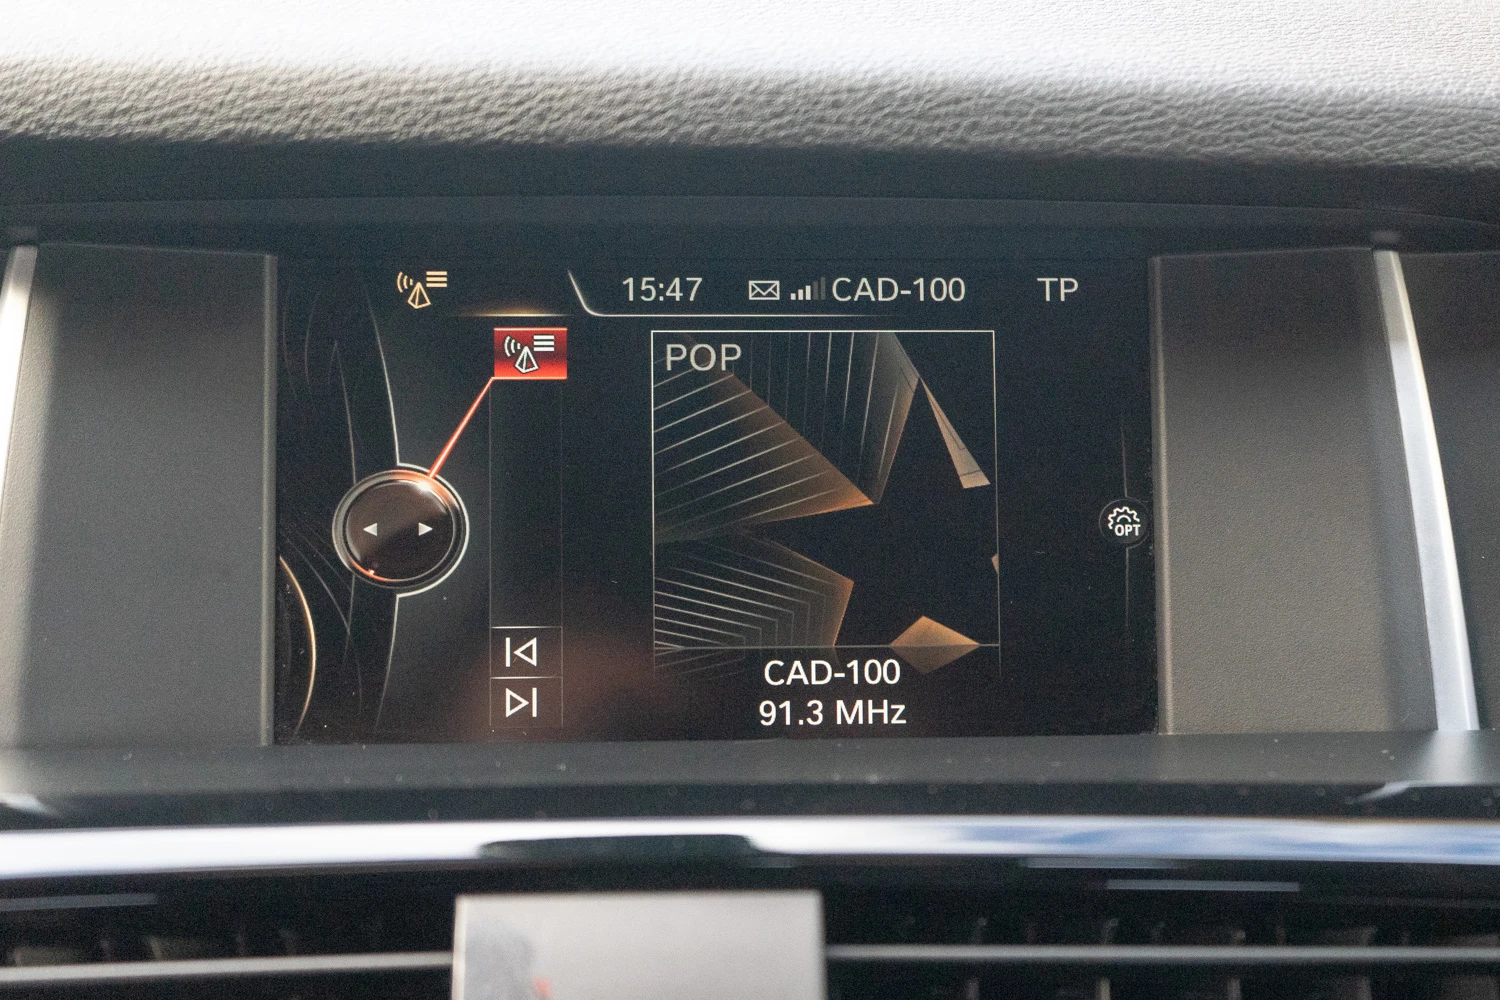 15:47 CAD-100 TP
POP
OPT
CAD-100
91.3 MHz